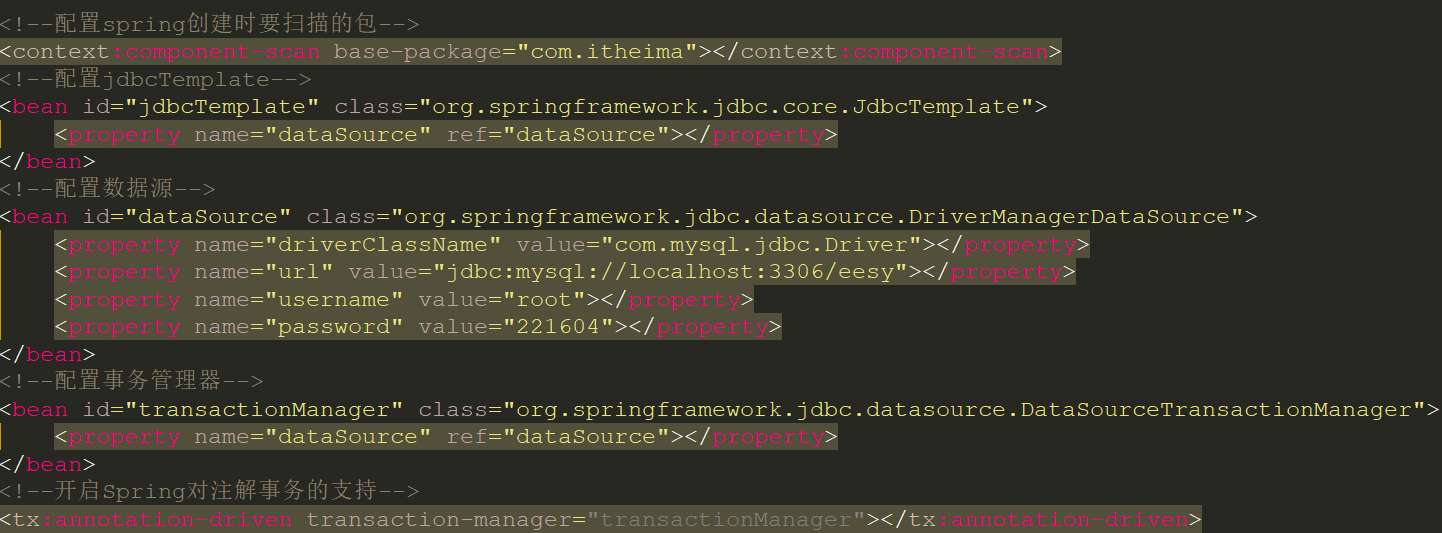 <!--配置spring创建时要扫描的包-->
<context:component-scan base-package="com.itheima"></context:component-scan>
<!--配置jdbcTemplate-->
<bean id="jdbcTemplate" class="org.springframework.jdbc.core.JdbcTemplate">
    <property name="dataSource" ref="dataSource"></property>
</bean>
<!--配置数据源-->
<bean id="dataSource" class="org.springframework.jdbc.datasource.DriverManagerDataSource">
    <property name="driverClassName" value="com.mysql.jdbc.Driver"></property>
    <property name="url" value="jdbc:mysql://localhost:3306/eesy"></property>
    <property name="username" value="root"></property>
    <property name="password" value="221604"></property>
</bean>
<!--配置事务管理器-->
<bean id="transactionManager" class="org.springframework.jdbc.datasource.DataSourceTransactionManager">
    <property name="dataSource" ref="dataSource"></property>
</bean>
<!--开启Spring对注解事务的支持-->
<tx:annotation-driven transaction-manager="transactionManager"></tx:annotation-driven>